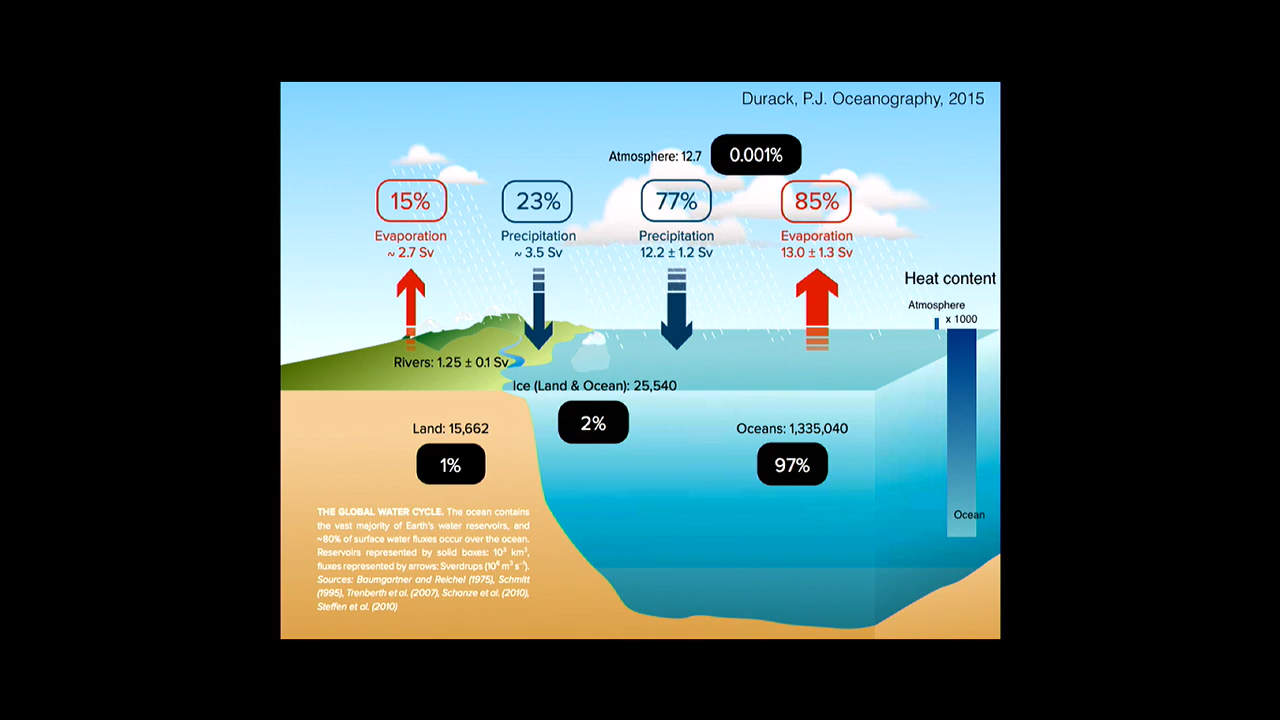 Durack, P.J. Oceanography, 2015
Atmosphere: 12.7
0.001%
15%
Evaporation
~ 2.7 Sv
23%
Precipitation
~ 3.5 Sv
77%
Precipitation
12.2 ± 1.2 Sv
85%
Evaporation
13.0 ± 1.3 Sv
Heat content
Atmosphere
x 1000
Ocean
Rivers: 1.25 ± 0.1 Sv
Ice (Land & Ocean): 25,540
2%
Land: 15,662
1%
Oceans: 1,335,040
97%
THE GLOBAL WATER CYCLE. The ocean contains
the vast majority of Earth's water reservoirs, and
~80% of surface water fluxes occur over the ocean.
Reservoirs represented by solid boxes: 10³ km³,
fluxes represented by arrows: Sverdrups (10⁶ m³ s⁻¹).
Sources: Baumgartner and Reichel (1975), Schmitt
(1995), Trenberth et al. (2007), Schanze et al. (2010),
Steffen et al. (2010)